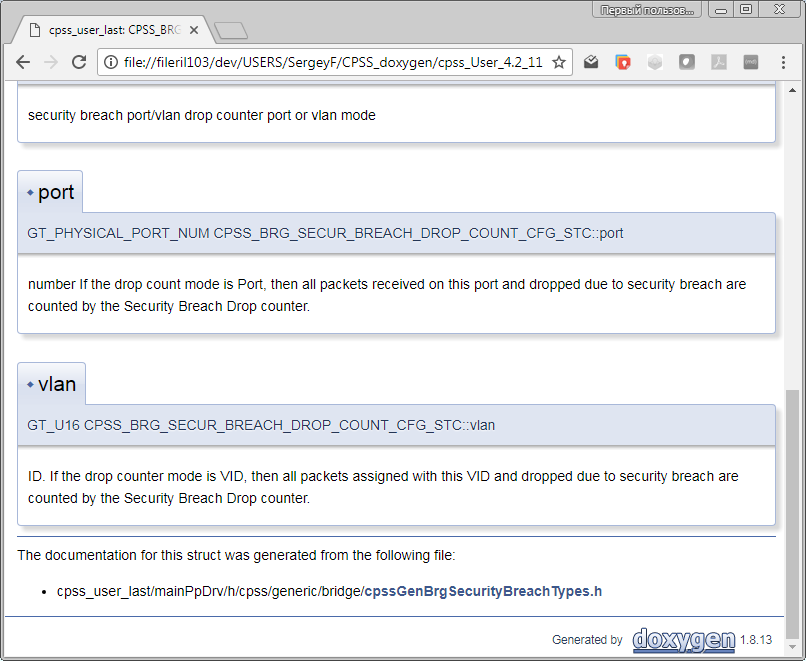 Первый пользов...
cpss_user_last: CPSS_BRG
file://fileril103/dev/USERS/SergeyF/CPSS_doxygen/cpss_User_4.2_11
security breach port/vlan drop counter port or vlan mode
port
GT_PHYSICAL_PORT_NUM CPSS_BRG_SECUR_BREACH_DROP_COUNT_CFG_STC::port
number If the drop count mode is Port, then all packets received on this port and dropped due to security breach are
counted by the Security Breach Drop counter.
vlan
GT_U16 CPSS_BRG_SECUR_BREACH_DROP_COUNT_CFG_STC::vlan
ID. If the drop counter mode is VID, then all packets assigned with this VID and dropped due to security breach are
counted by the Security Breach Drop counter.
The documentation for this struct was generated from the following file:
cpss_user_last/mainPpDrv/h/cpss/generic/bridge/cpssGenBrgSecurityBreachTypes.h
Generated by doxygen 1.8.13